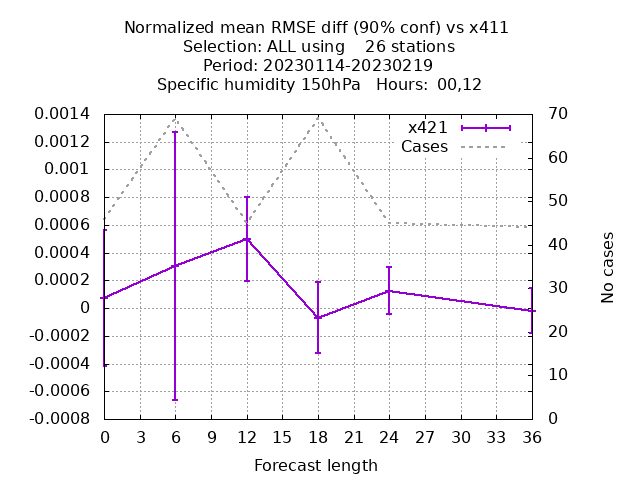 Normalized mean RMSE diff (90% conf) vs x411
Selection: ALL using 26 stations
Period: 20230114-20230219
Specific humidity 150hPa Hours: 00,12
0.0014
0.0012
0.001
0.0008
0.0006
0.0004
0.0002
0
-0.0002
-0.0004
-0.0006
-0.0008
x421
Cases
70
60
50
40
30
20
10
0
No cases
0 3 6 9 12 15 18 21 24 27 30 33 36
Forecast length